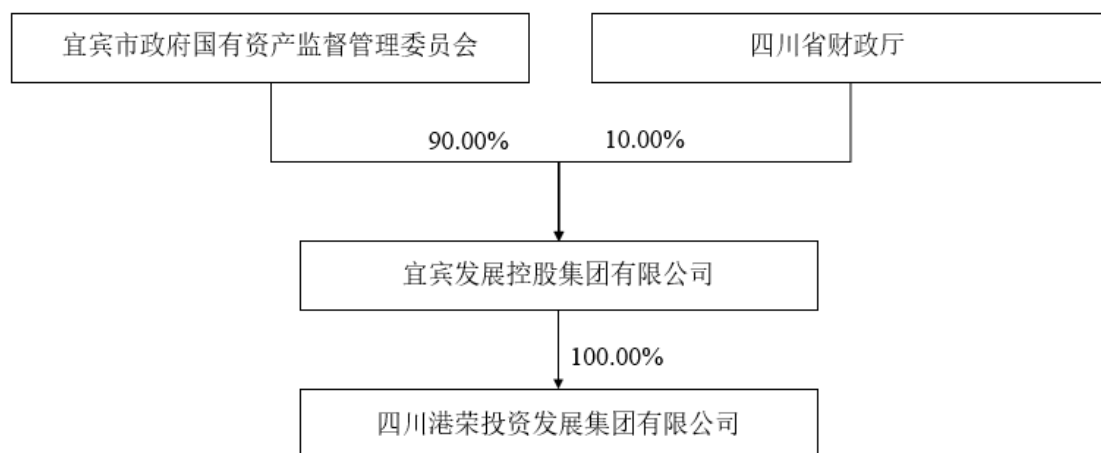 宜宾市政府国有资产监督管理委员会
四川省财政厅
90.00%
10.00%
宜宾发展控股集团有限公司
100.00%
四川港荣投资发展集团有限公司